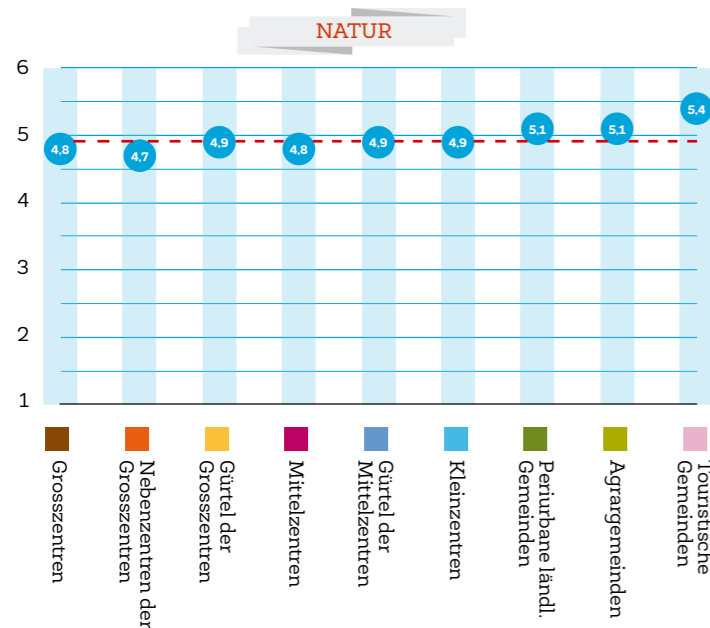 NATUR
6
5
4
3
2
1
4,8
4,7
4,9
4,8
4,9
4,9
5,1
5,1
5,4
Grosszentren
Nebenzentren der
Grosszentren
Gürtel der
Grosszentren
Mittelzentren
Gürtel der
Mittelzentren
Kleinzentren
Periurbane ländl.
Gemeinden
Agrargemeinden
Touristische
Gemeinden